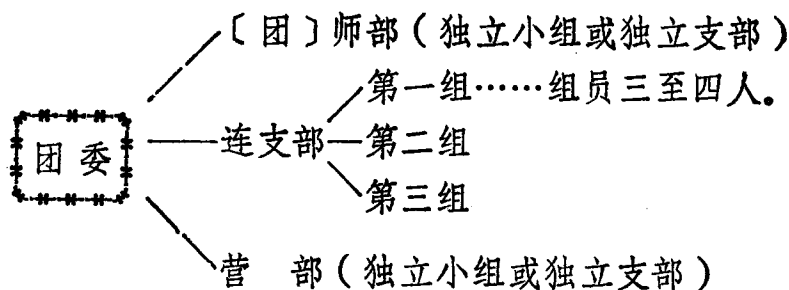 〔团〕师部（独立小组或独立支部）
第一组……组员三至四人。
团委
连支部
第二组
第三组
营 部（独立小组或独立支部）